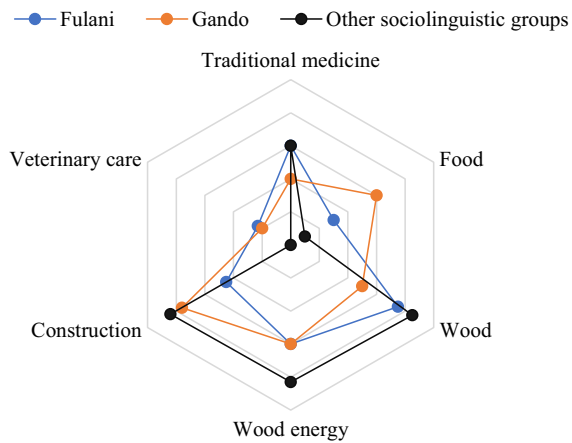 Fulani Gando Other sociolinguistic groups
Traditional medicine
Veterinary care Food
Construction Wood
Wood energy